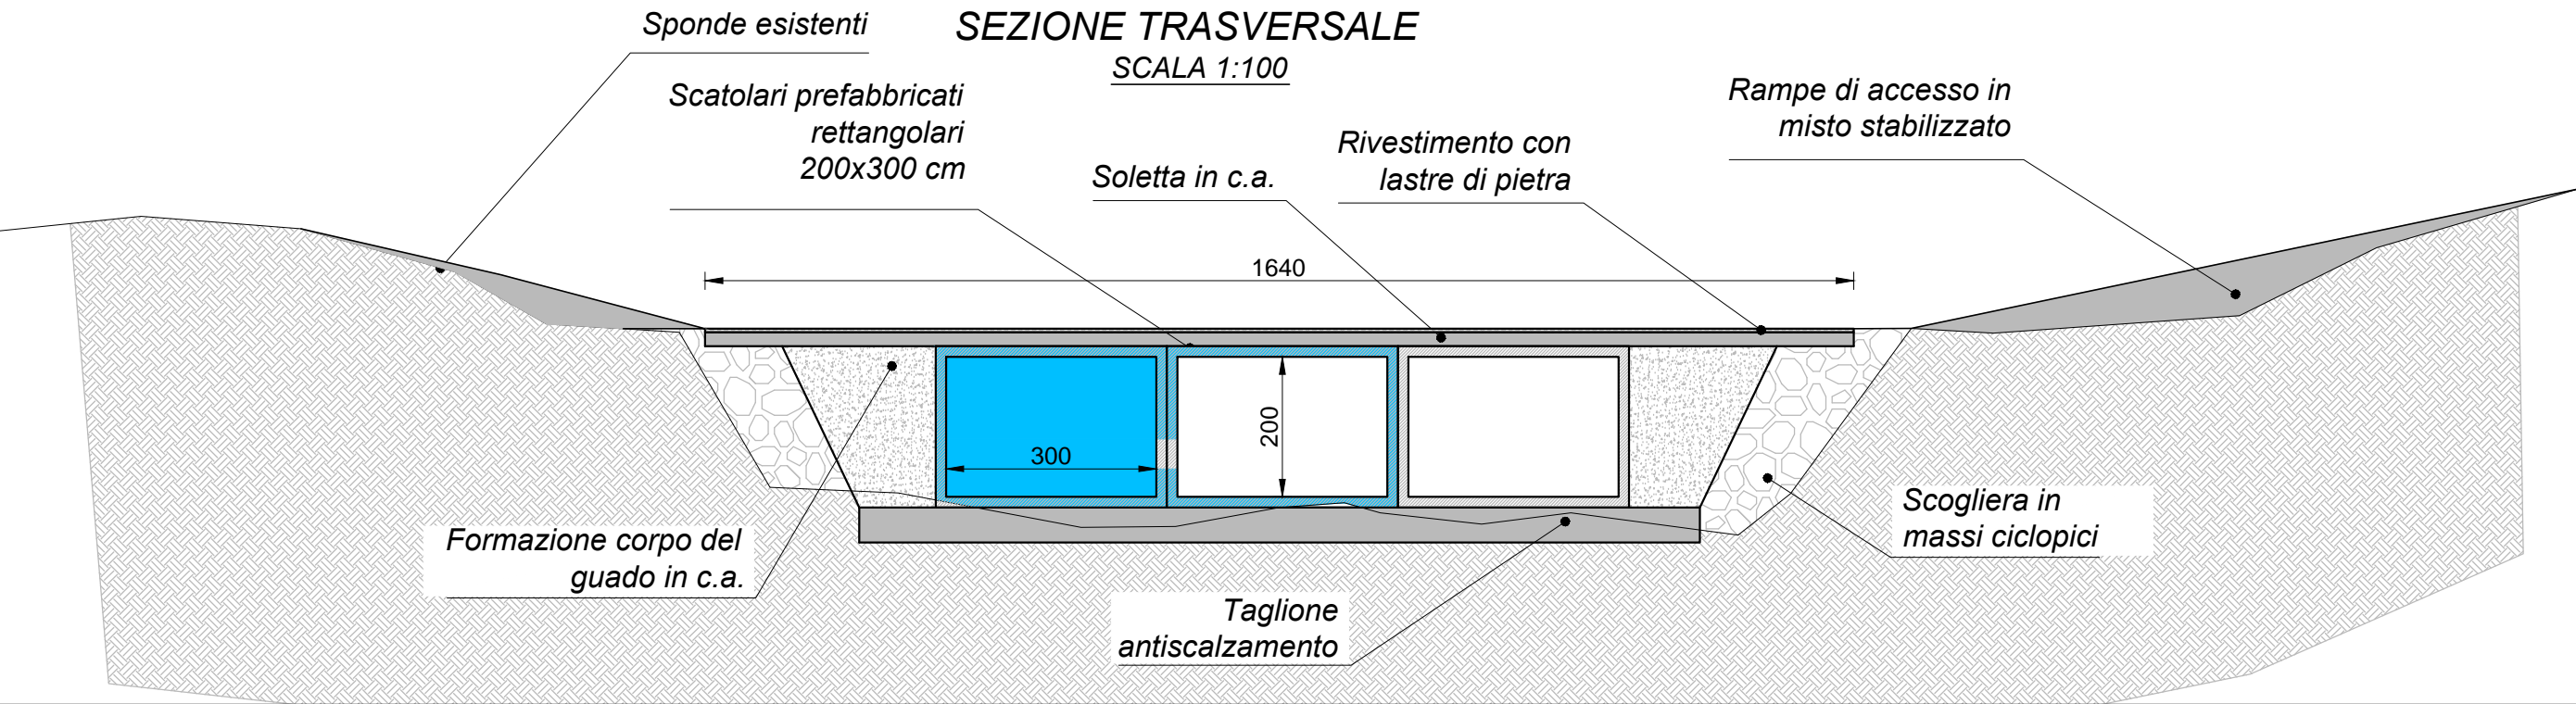 Sponde esistenti
SEZIONE TRASVERSALE
SCALA 1:100
Scatolari prefabbricati
rettangolari
200x300 cm
Soletta in c.a.
Rivestimento con
lastre di pietra
Rampe di accesso in
misto stabilizzato
1640
300
200
Formazione corpo del
guado in c.a.
Taglione
antiscalzamento
Scogliera in
massi ciclopici